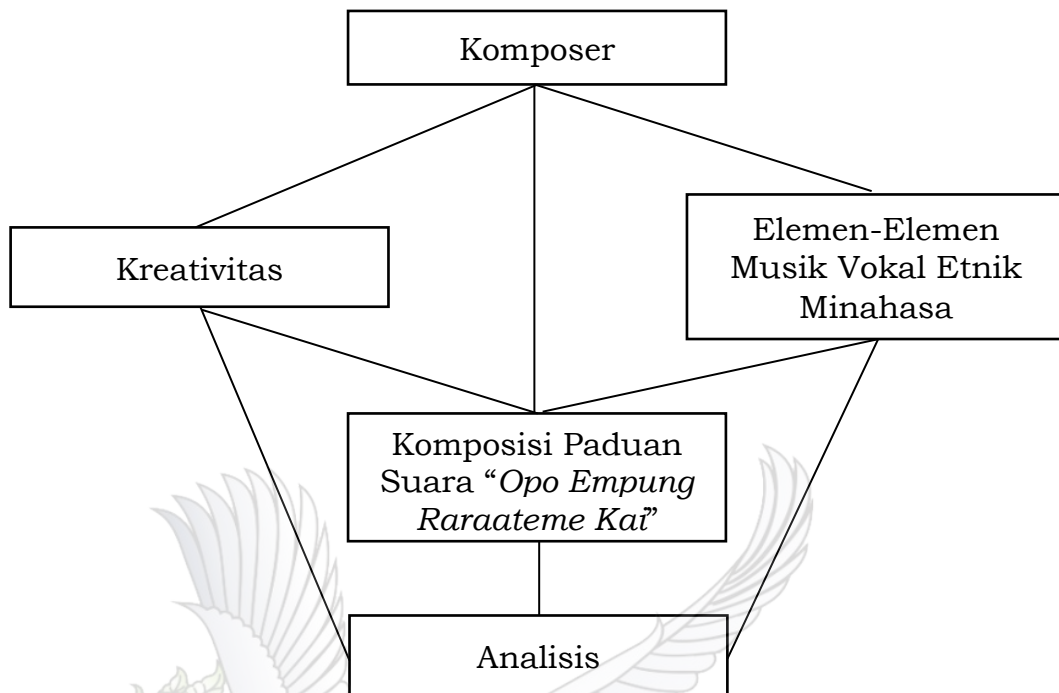 Komposer
Kreativitas
Elemen-Elemen
Musik Vokal Etnik
Minahasa
Komposisi Paduan
Suara “Opo Empung
Raraateme Kai”
Analisis